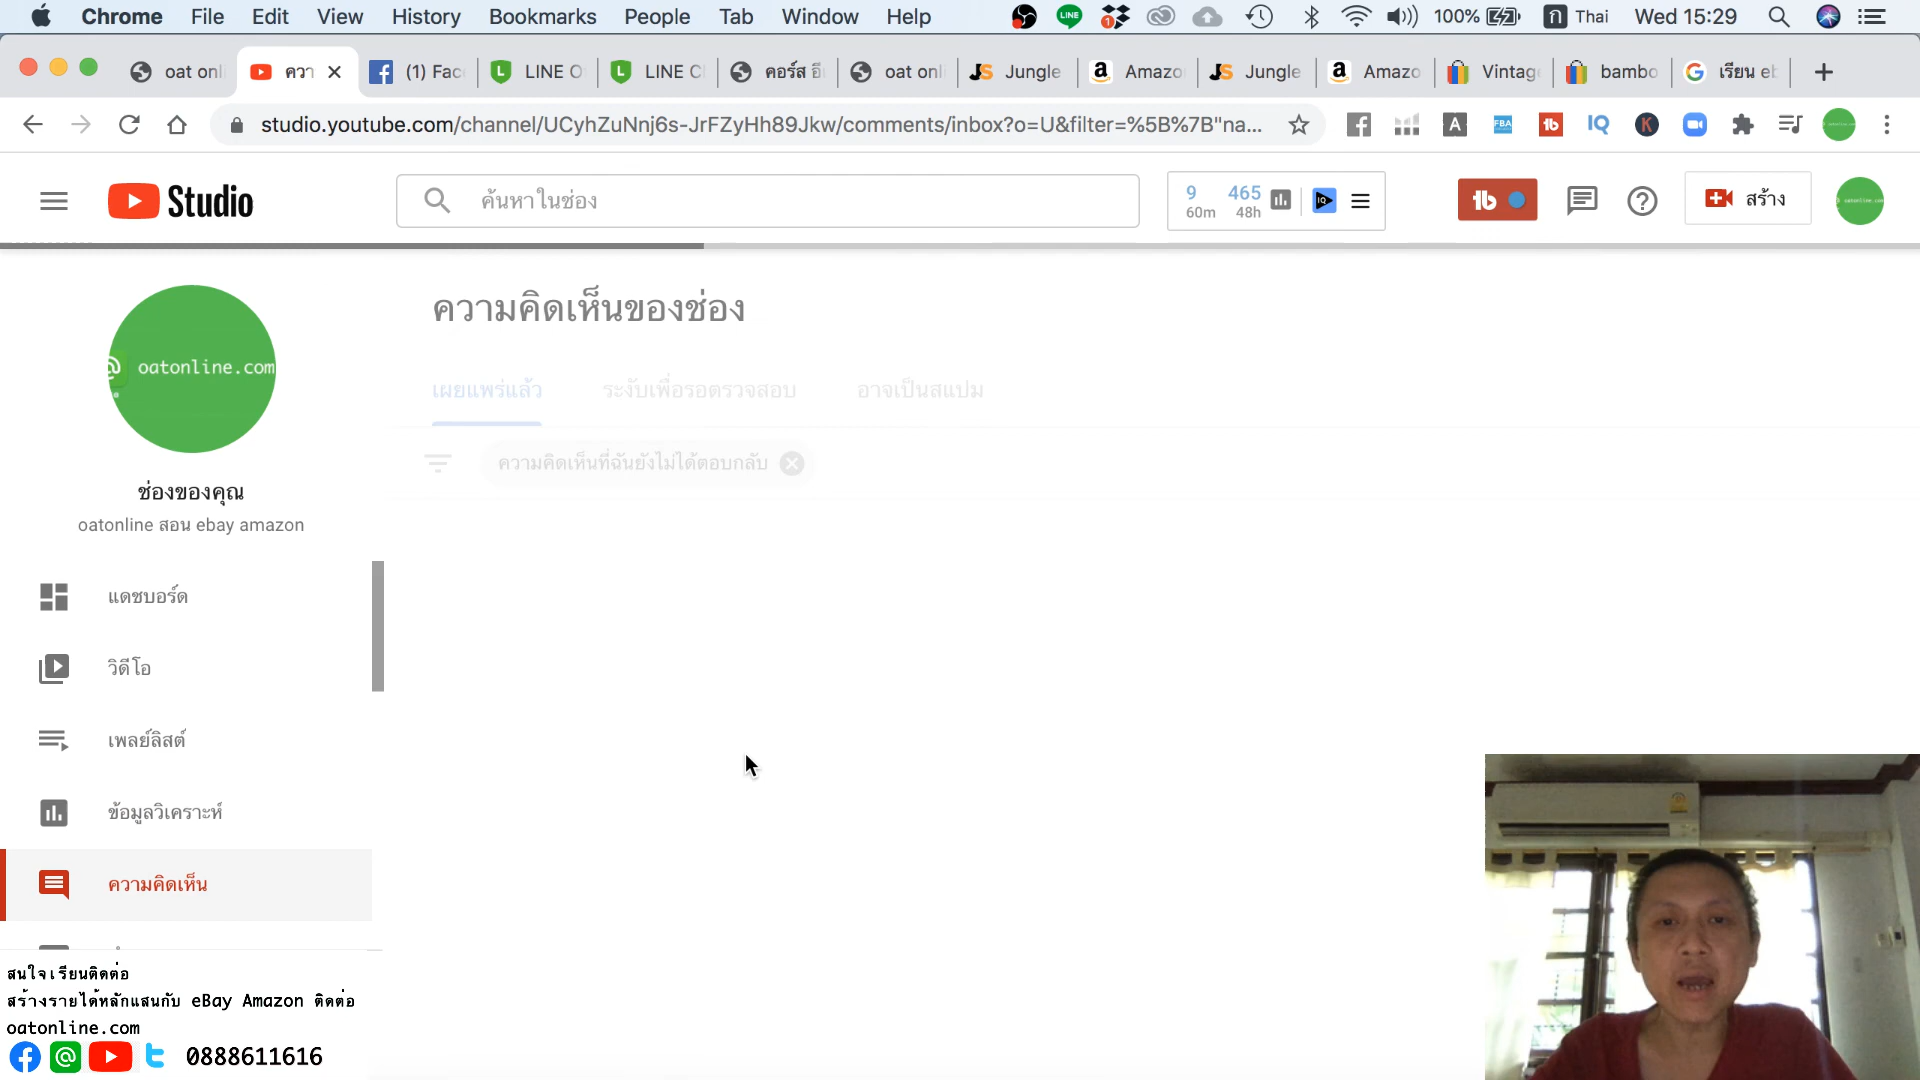 Chrome File Edit View History Bookmarks People Tab Window Help LINE 1 100% ก Thai Wed 15:29
oat onl ควา (1) Fac LINE O LINE C คอร์ส อี oat onl JS Jungle a Amazo JS Jungle a Amazo Vintag bambo G เรียน eb
studio.youtube.com/channel/UCyhZuNnj6s-JrFZyHh89Jkw/comments/inbox?o=U&filter=%5B%7B"na... A FBA tb IQ K
Studio ค้นหาในช่อง 9 60m 465 48h IQ tb สร้าง
ความคิดเห็นของช่อง
@ oatonline.com
เผยแพร่แล้ว ระงับเพื่อรอตรวจสอบ อาจเป็นสแปม
ความคิดเห็นที่ฉันยังไม่ได้ตอบกลับ
ช่องของคุณ
oatonline สอน ebay amazon
แดชบอร์ด
วิดีโอ
เพลย์ลิสต์
ข้อมูลวิเคราะห์
ความคิดเห็น
สนใจเรียนติดต่อ
สร้างรายได้หลักแสนกับ eBay Amazon ติดต่อ
oatonline.com
0888611616